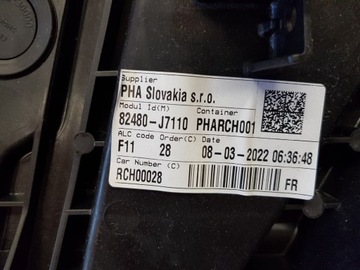 Supplier
PHA Slovakia s.r.o.
Modul Id(M) Container
82480-J7110 PHARCH001
ALC code Order(C) Date
F11 28 08-03-2022 06:36:48
Car Number (C)
RCH00028 FR